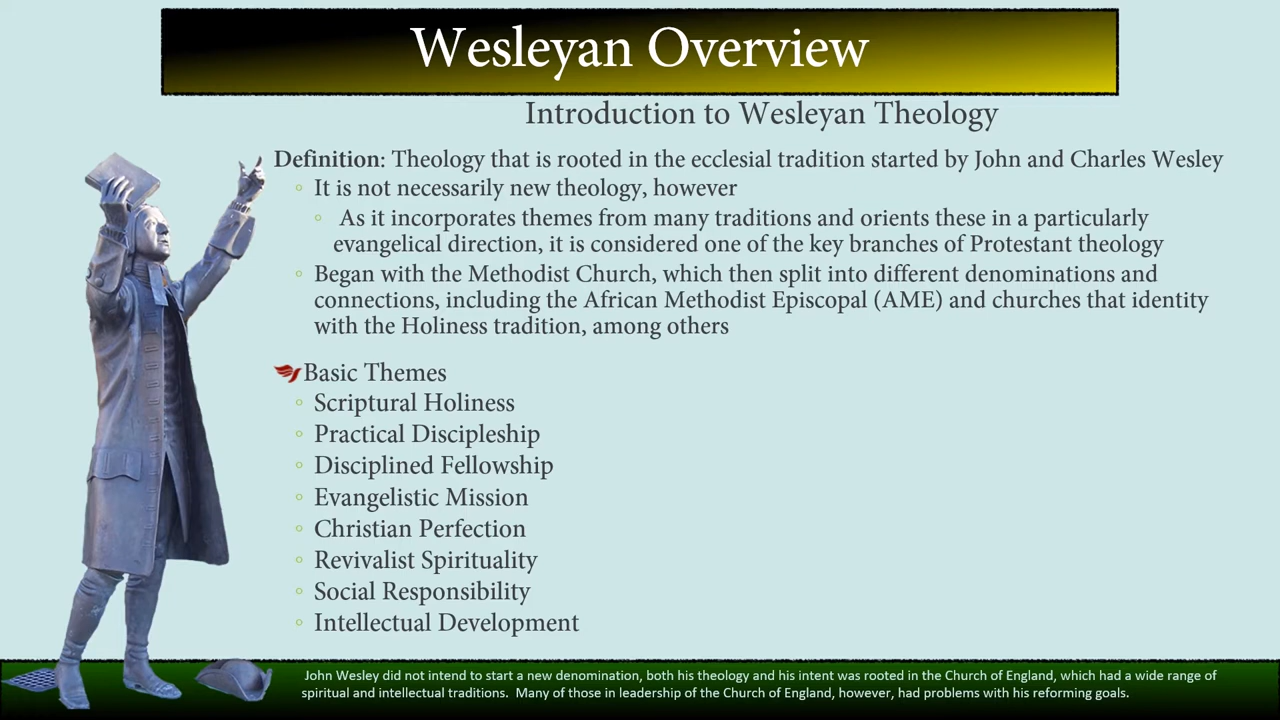 Wesleyan Overview
Introduction to Wesleyan Theology
Definition: Theology that is rooted in the ecclesial tradition started by John and Charles Wesley
It is not necessarily new theology, however
As it incorporates themes from many traditions and orients these in a particularly
evangelical direction, it is considered one of the key branches of Protestant theology
Began with the Methodist Church, which then split into different denominations and
connections, including the African Methodist Episcopal (AME) and churches that identity
with the Holiness tradition, among others
Basic Themes
Scriptural Holiness
Practical Discipleship
Disciplined Fellowship
Evangelistic Mission
Christian Perfection
Revivalist Spirituality
Social Responsibility
Intellectual Development
John Wesley did not intend to start a new denomination, both his theology and his intent was rooted in the Church of England, which had a wide range of
spiritual and intellectual traditions. Many of those in leadership of the Church of England, however, had problems with his reforming goals.